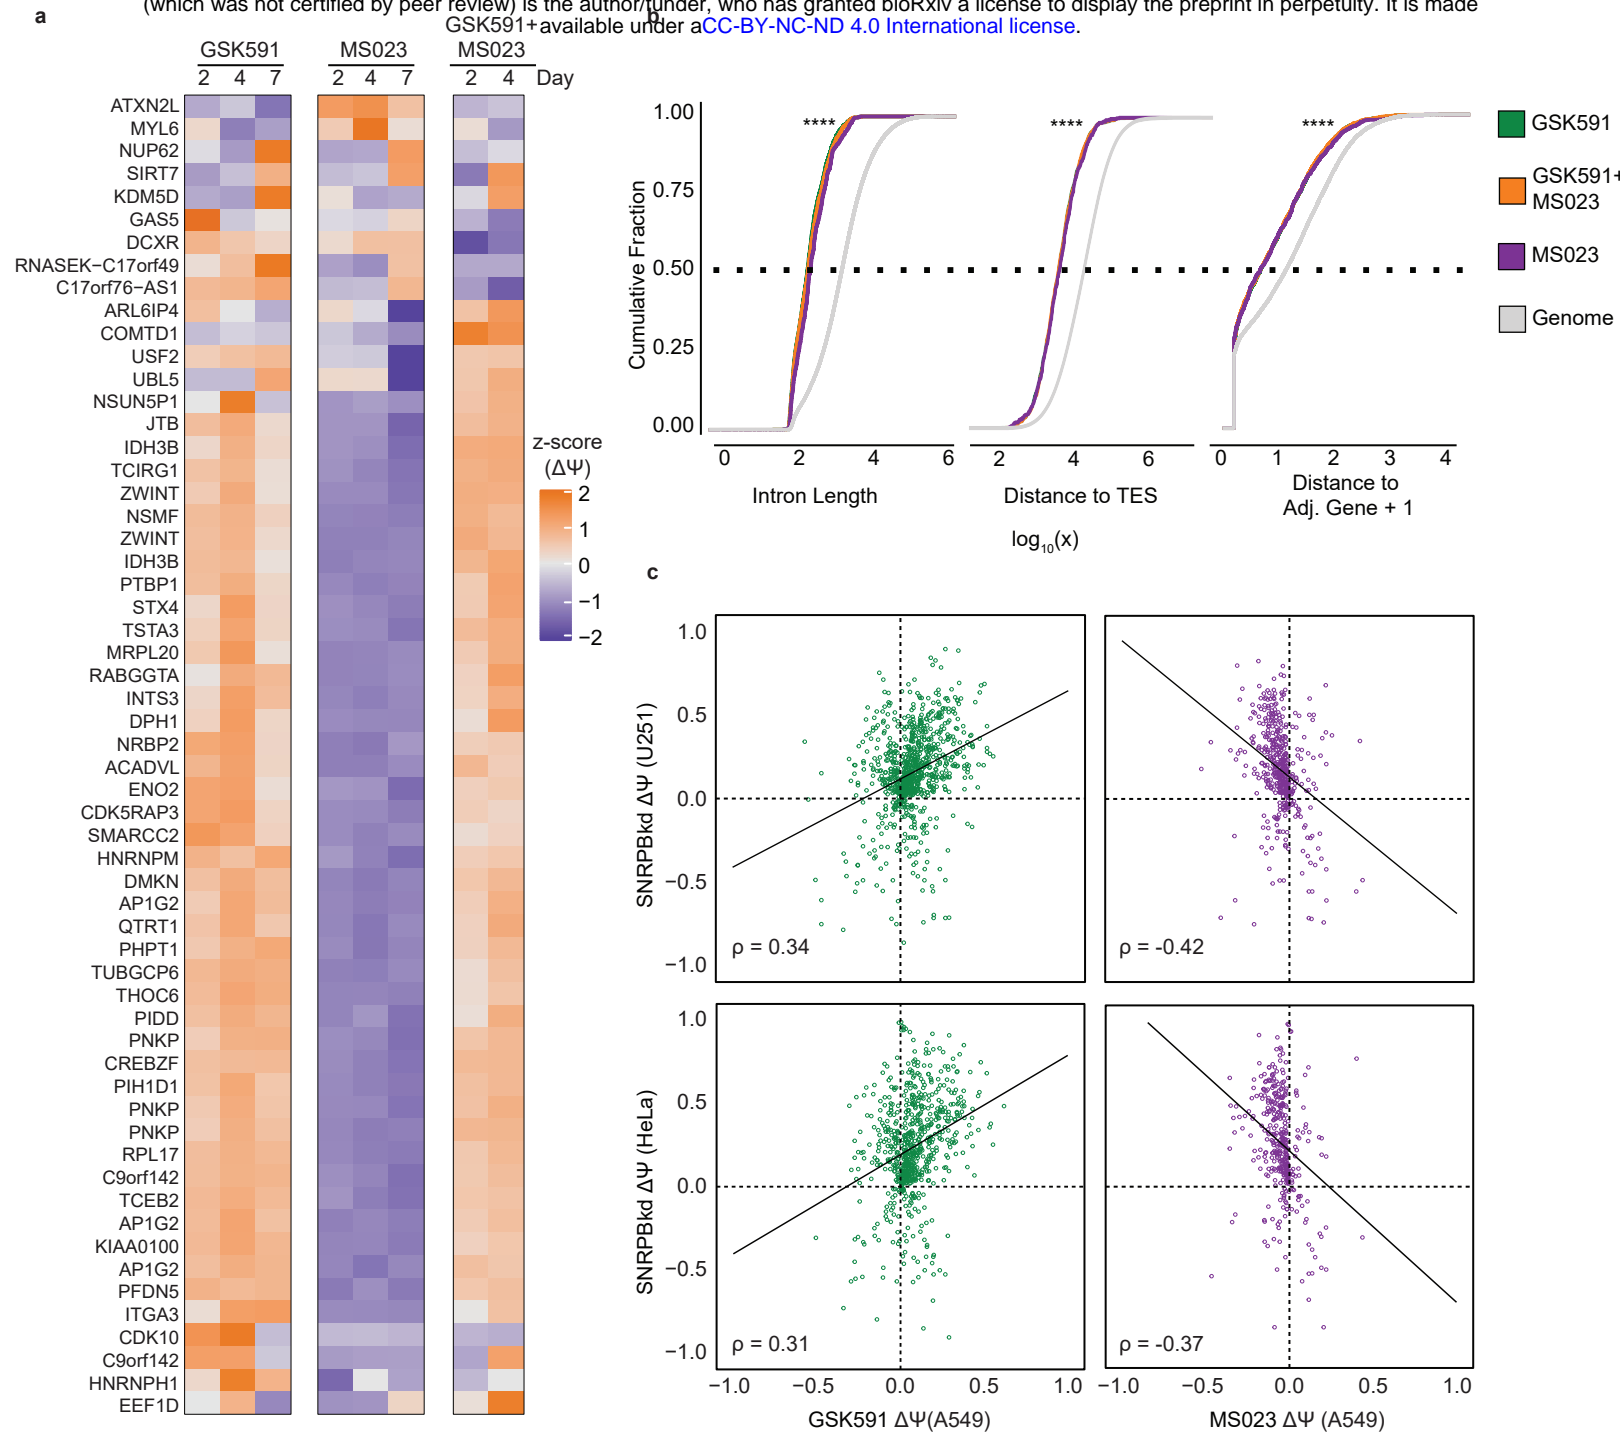 (which was not certified by peer review) is the author/funder, who has granted bioRxiv a license to display the preprint in perpetuity. It is made
available under aCC-BY-NC-ND 4.0 International license.
a
GSK591 MS023 GSK591+
MS023
2 4 7 2 4 7 2 4 Day
ATXN2L
MYL6
NUP62
SIRT7
KDM5D
GAS5
DCXR
RNASEK−C17orf49
C17orf76−AS1
ARL6IP4
COMTD1
USF2
UBL5
NSUN5P1
JTB
IDH3B
TCIRG1
ZWINT
NSMF
ZWINT
IDH3B
PTBP1
STX4
TSTA3
MRPL20
RABGGTA
INTS3
DPH1
NRBP2
ACADVL
ENO2
CDK5RAP3
SMARCC2
HNRNPM
DMKN
AP1G2
QTRT1
PHPT1
TUBGCP6
THOC6
PIDD
PNKP
CREBZF
PIH1D1
PNKP
PNKP
RPL17
C9orf142
TCEB2
AP1G2
KIAA0100
AP1G2
PFDN5
ITGA3
CDK10
C9orf142
HNRNPH1
EEF1D
z-score
(ΔΨ)
2
1
0
−1
−2
b
Cumulative Fraction
1.00
0.75
0.50
0.25
0.00
**** **** ****
0 2 4 6
Intron Length
2 4 6
Distance to TES
0 1 2 3 4
Distance to
Adj. Gene + 1
log10(x)
GSK591
GSK591+
MS023
MS023
Genome
c
SNRPBkd ΔΨ (U251)
1.0
0.5
0.0
−0.5
−1.0
ρ = 0.34
ρ = -0.42
SNRPBkd ΔΨ (HeLa)
1.0
0.5
0.0
−0.5
−1.0
ρ = 0.31
ρ = -0.37
−1.0 −0.5 0.0 0.5 1.0
GSK591 ΔΨ(A549)
−1.0 −0.5 0.0 0.5 1.0
MS023 ΔΨ (A549)